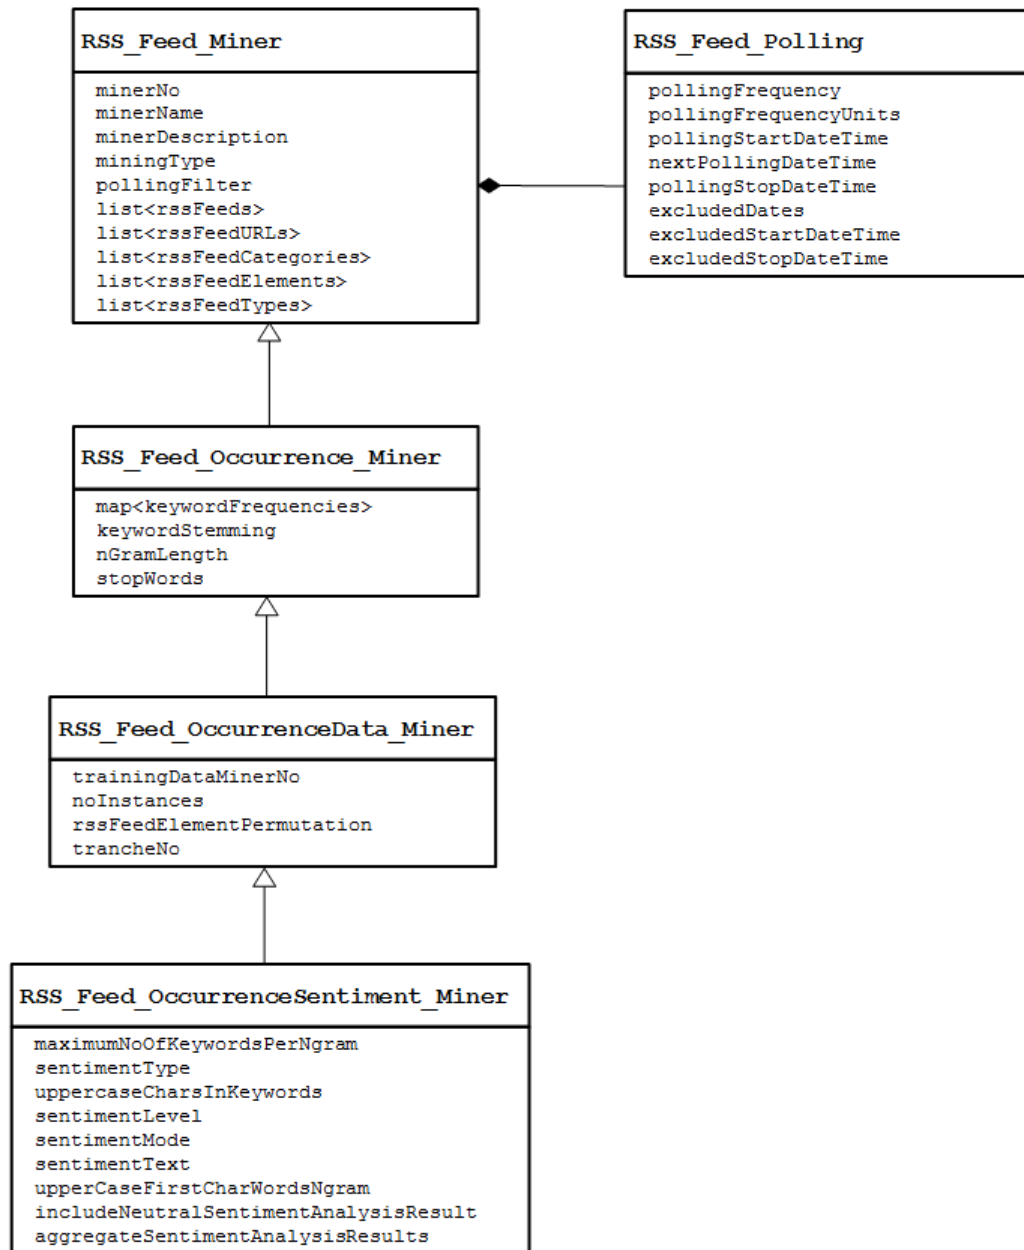 RSS_Feed_Miner
minerNo
minerName
minerDescription
miningType
pollingFilter
list<rssFeeds>
list<rssFeedURLs>
list<rssFeedCategories>
list<rssFeedElements>
list<rssFeedTypes>
RSS_Feed_Polling
pollingFrequency
pollingFrequencyUnits
pollingStartDateTime
nextPollingDateTime
pollingStopDateTime
excludedDates
excludedStartDateTime
excludedStopDateTime
RSS_Feed_Occurrence_Miner
map<keywordFrequencies>
keywordStemming
nGramLength
stopWords
RSS_Feed_OccurrenceData_Miner
trainingDataMinerNo
noInstances
rssFeedElementPermutation
trancheNo
RSS_Feed_OccurrenceSentiment_Miner
maximumNoOfKeywordsPerNgram
sentimentType
uppercaseCharsInKeywords
sentimentLevel
sentimentMode
sentimentText
upperCaseFirstCharWordsNgram
includeNeutralSentimentAnalysisResult
aggregateSentimentAnalysisResults